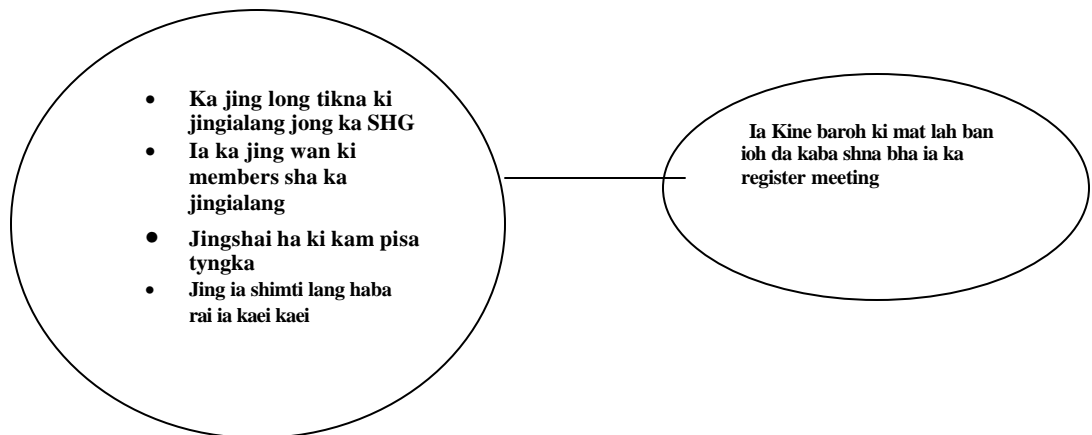 • Ka jing long tikna ki
jingialang jong ka SHG
• Ia ka jing wan ki
members sha ka
jingialang
• Jingshai ha ki kam pisa
tyngka
• Jing ia shimti lang haba
rai ia kaei kaei
Ia Kine baroh ki mat lah ban
ioh da kaba shna bha ia ka
register meeting